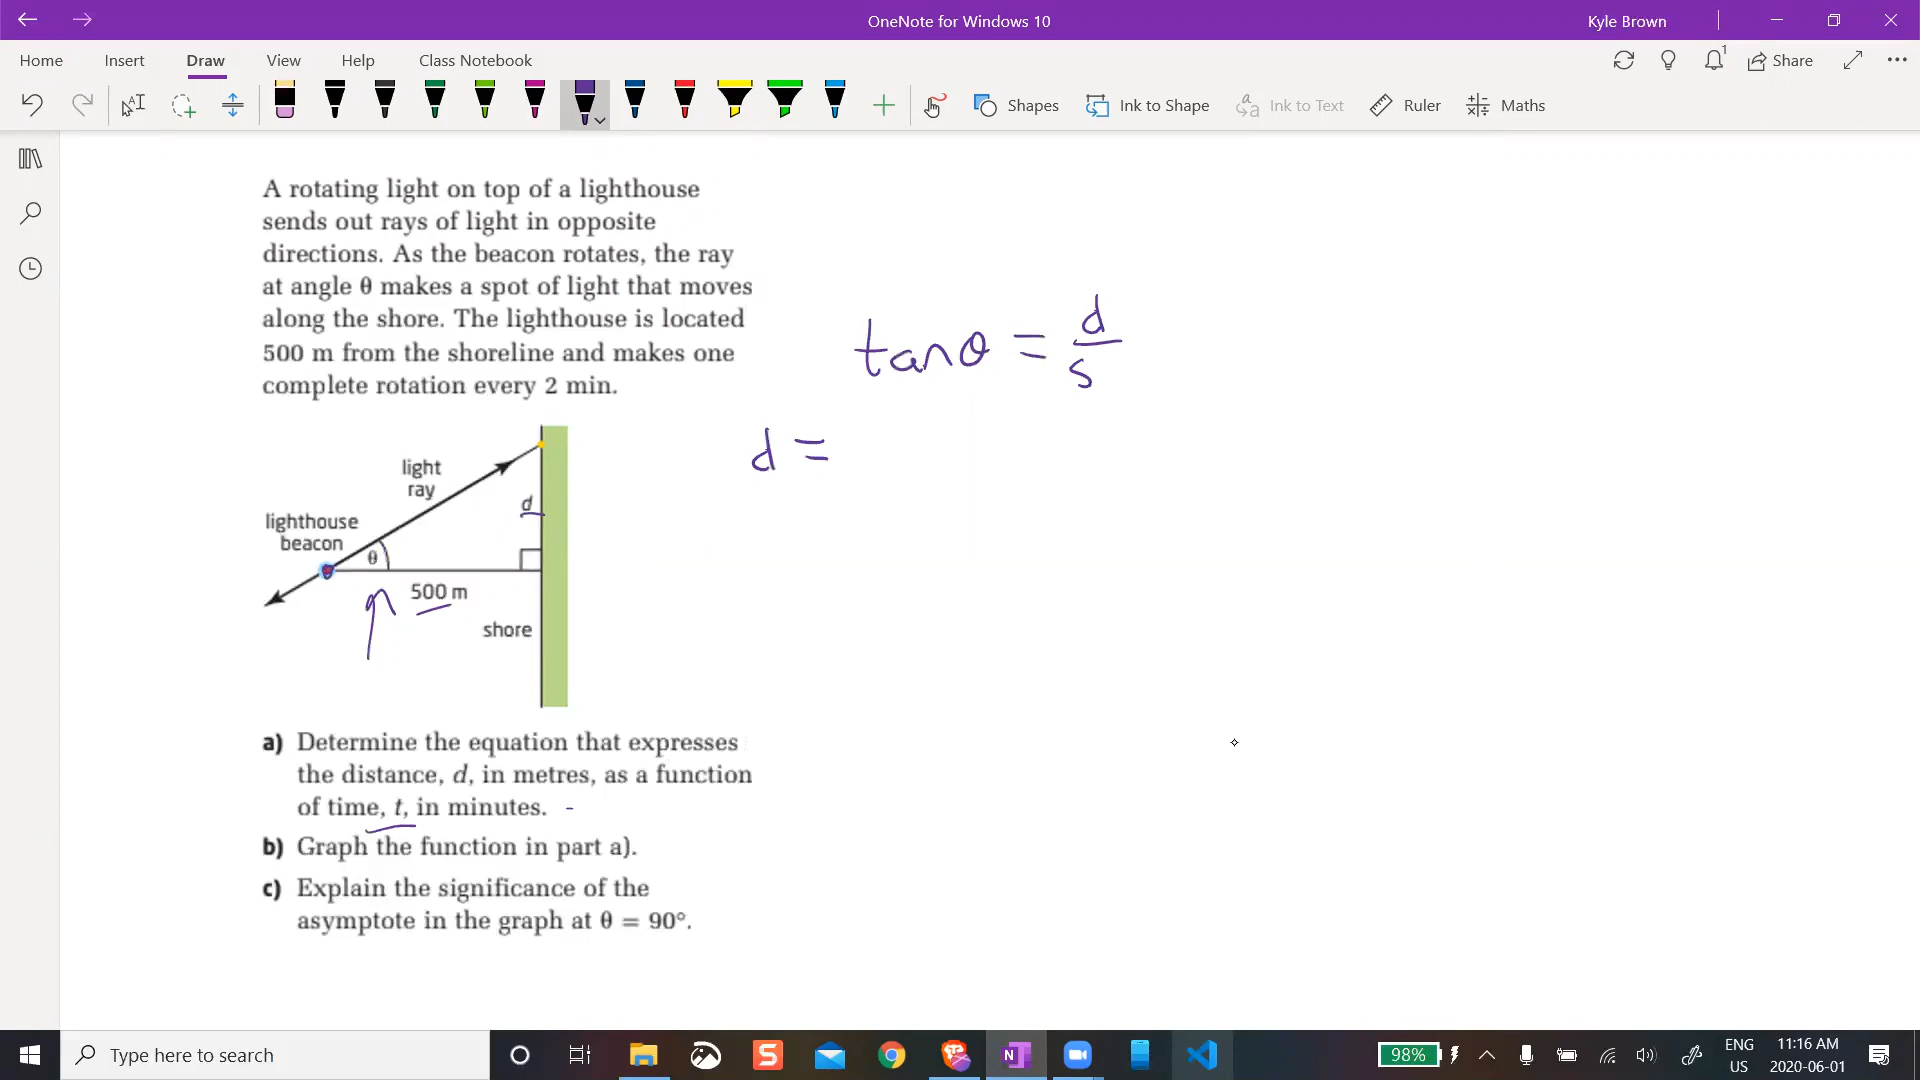 OneNote for Windows 10
Kyle Brown
Home Insert Draw View Help Class Notebook
1
Share
Shapes Ink to Shape Ink to Text Ruler Maths
A rotating light on top of a lighthouse
sends out rays of light in opposite
directions. As the beacon rotates, the ray
at angle θ makes a spot of light that moves
along the shore. The lighthouse is located
500 m from the shoreline and makes one
complete rotation every 2 min.
tanθ = d/s
d =
light
ray
d
lighthouse
beacon
θ
500 m
shore
a) Determine the equation that expresses
the distance, d, in metres, as a function
of time, t, in minutes. -
b) Graph the function in part a).
c) Explain the significance of the
asymptote in the graph at θ = 90°.
Type here to search
S
N
98%
ENG
US
11:16 AM
2020-06-01